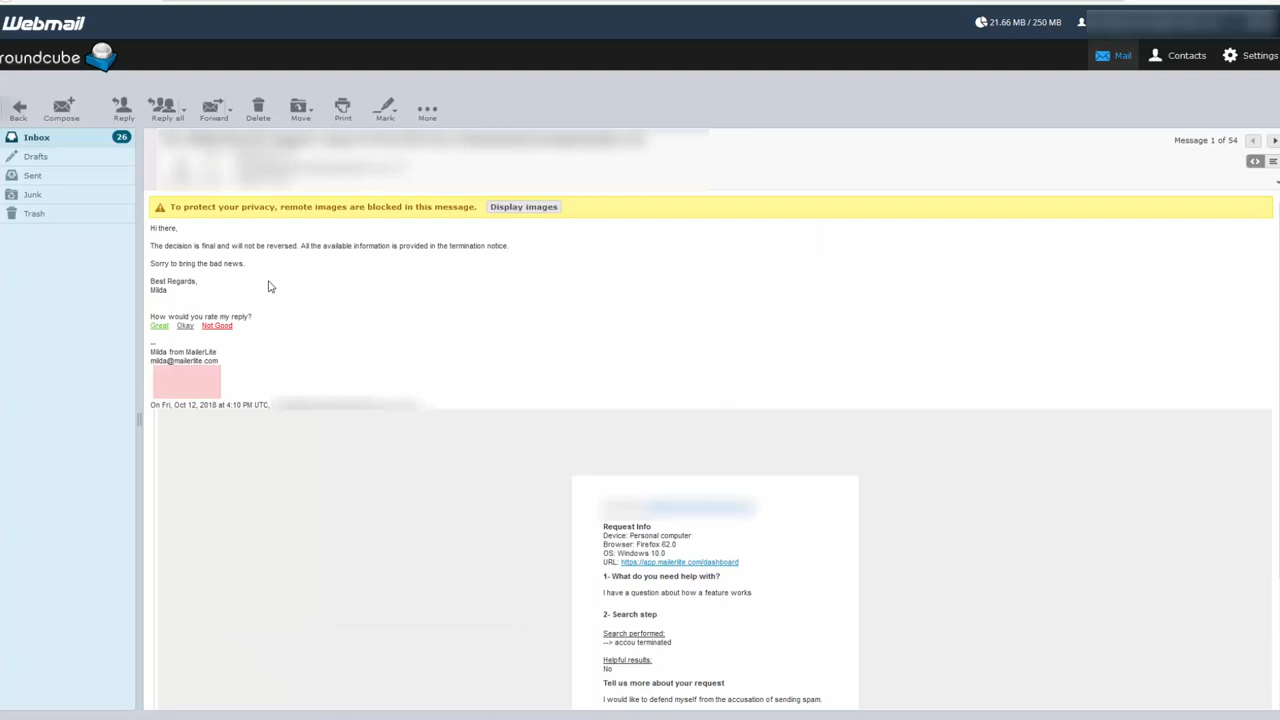 Webmail
21.66 MB / 250 MB
roundcube
Mail
Contacts
Settings
Back
Compose
Reply
Reply all
Forward
Delete
Move
Print
Mark
More
Inbox
26
Drafts
Sent
Junk
Trash
Message 1 of 54
To protect your privacy, remote images are blocked in this message.
Display images
Hi there,
The decision is final and will not be reversed. All the available information is provided in the termination notice.
Sorry to bring the bad news.
Best Regards,
Milda
How would you rate my reply?
Great Okay Not Good
--
Milda from MailerLite
milda@mailerlite.com
On Fri, Oct 12, 2018 at 4:10 PM UTC,
Request Info
Device: Personal computer
Browser: Firefox 62.0
OS: Windows 10.0
URL: https://app.mailerlite.com/dashboard
1- What do you need help with?
I have a question about how a feature works
2- Search step
Search performed:
---> accou terminated
Helpful results:
No
Tell us more about your request
I would like to defend myself from the accusation of sending spam.